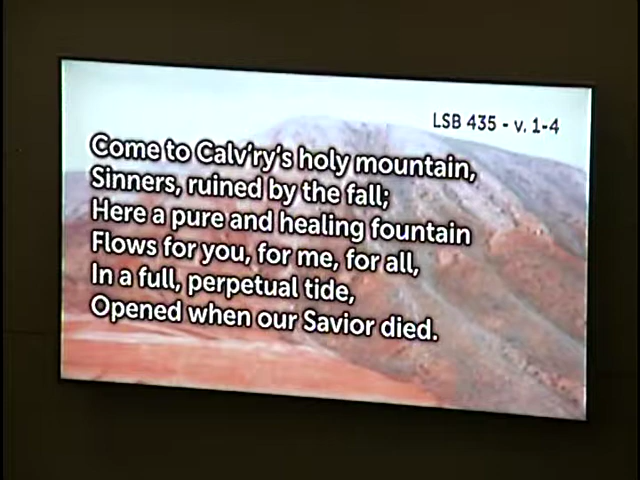 LSB 435 - v. 1-4
Come to Calv'ry's holy mountain,
Sinners, ruined by the fall;
Here a pure and healing fountain
Flows for you, for me, for all,
In a full, perpetual tide,
Opened when our Savior died.